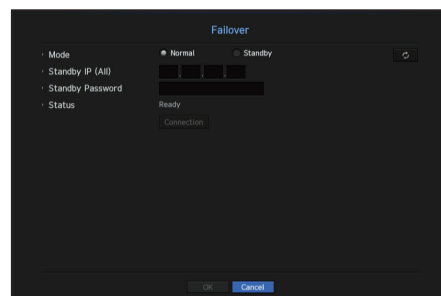 Failover
· Mode Normal Standby
· Standby IP (All) . . .
· Standby Password
· Status Ready
Connection
OK Cancel